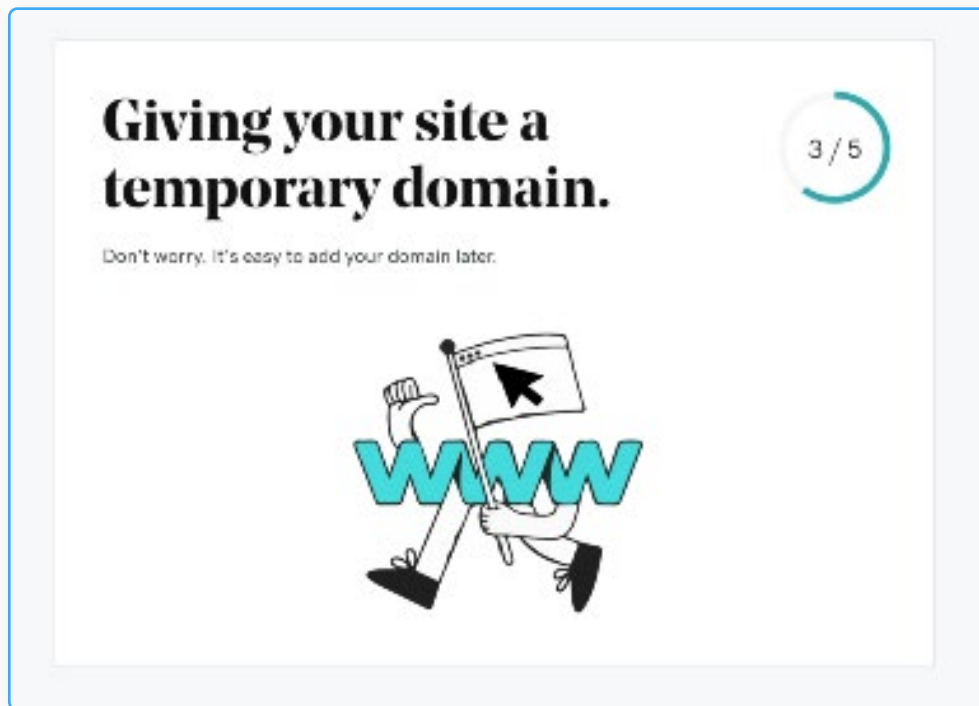 Giving your site a
temporary domain.
3 / 5
Don't worry. It's easy to add your domain later.
WWW